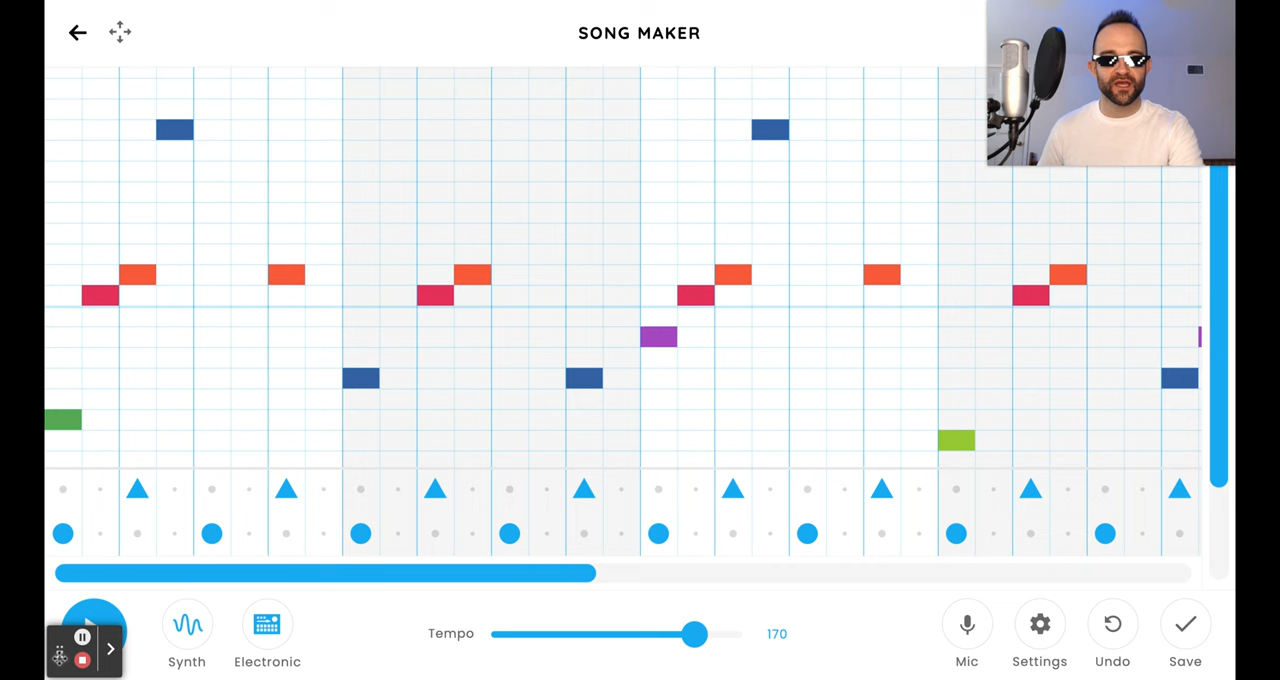 SONG MAKER
Tempo
170
Synth
Electronic
Mic
Settings
Undo
Save